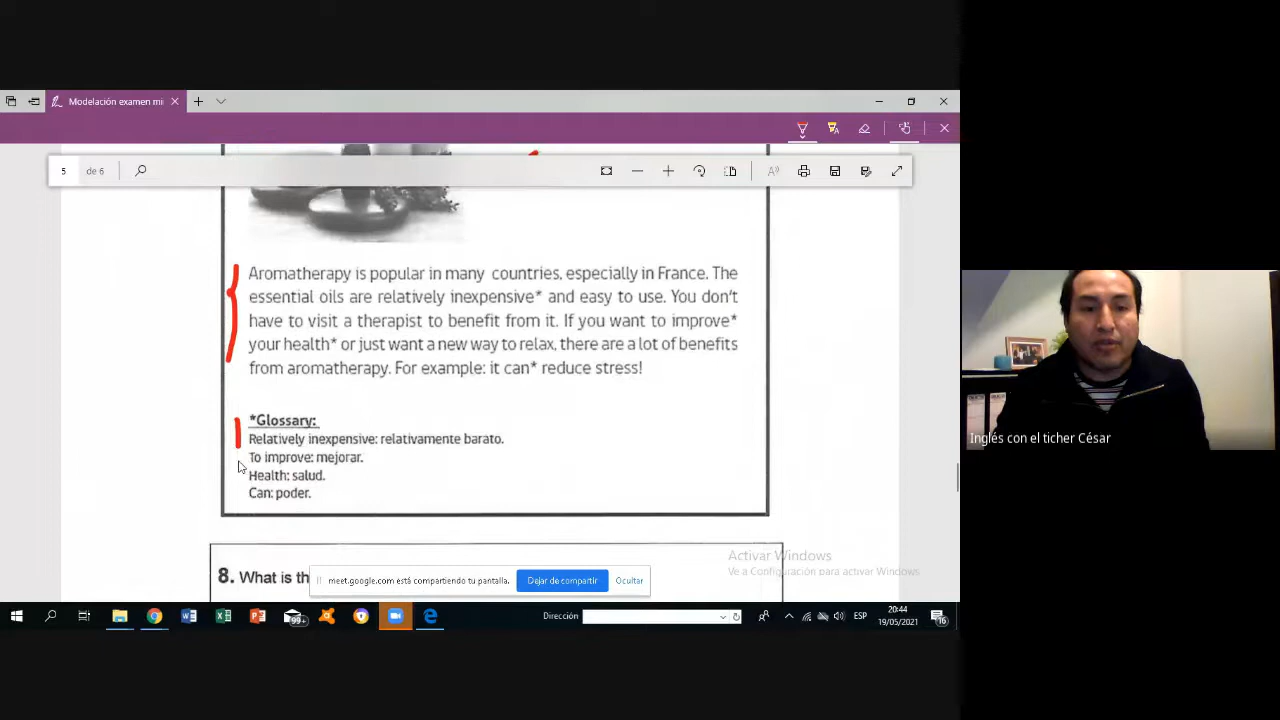 Modelación examen mi
5 de 6
Aromatherapy is popular in many countries, especially in France. The
essential oils are relatively inexpensive* and easy to use. You don't
have to visit a therapist to benefit from it. If you want to improve*
your health* or just want a new way to relax, there are a lot of benefits
from aromatherapy. For example: it can* reduce stress!
*Glossary:
Relatively inexpensive: relativamente barato.
To improve: mejorar.
Health: salud.
Can: poder.
Inglés con el ticher César
Activar Windows
Ve a Configuración para activar Windows.
8. What is th
meet.google.com está compartiendo tu pantalla.
Dejar de compartir
Ocultar
99+
Dirección
ESP
20:44
19/05/2021
16